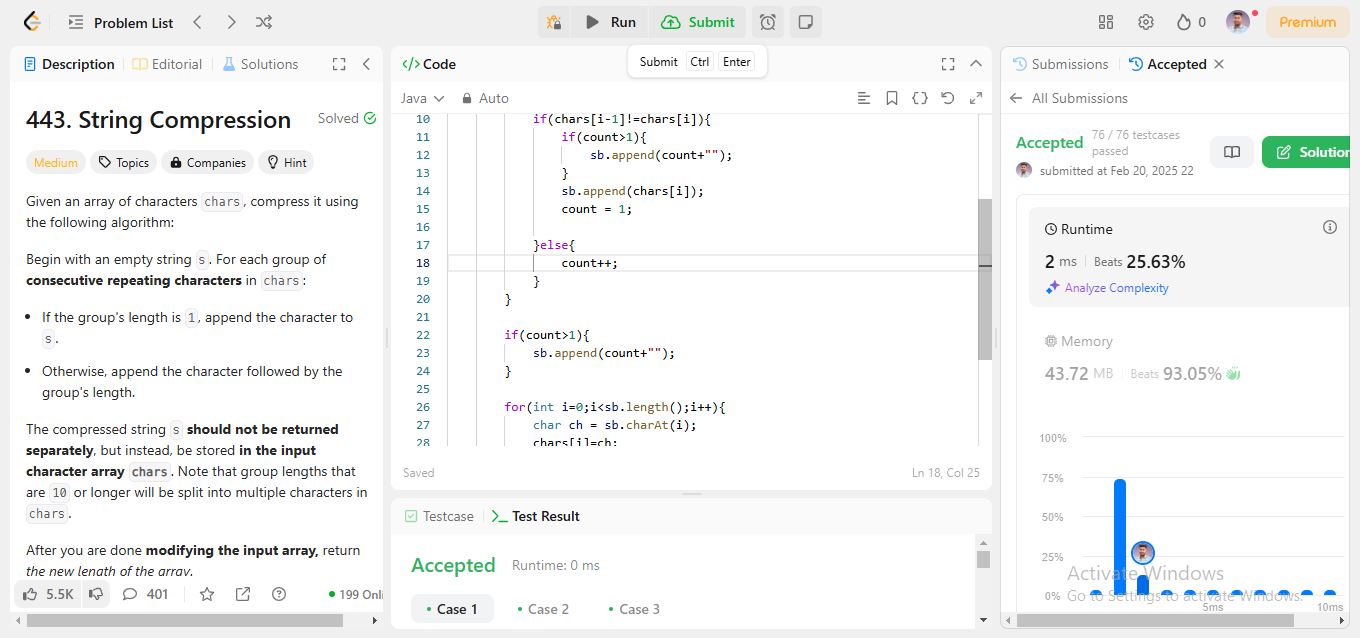 Problem List
Run
Submit
0
Premium
Description
Editorial
Solutions
443. String Compression
Solved
Medium
Topics
Companies
Hint
Given an array of characters chars, compress it using
the following algorithm:
Begin with an empty string s. For each group of
consecutive repeating characters in chars:
• If the group's length is 1, append the character to
s.
• Otherwise, append the character followed by the
group's length.
The compressed string s should not be returned
separately, but instead, be stored in the input
character array chars. Note that group lengths that
are 10 or longer will be split into multiple characters in
chars.
After you are done modifying the input array, return
the new length of the array.
5.5K
401
199 Onli
</> Code
Submit Ctrl Enter
Java
Auto
10 if(chars[i-1]!=chars[i]){
11 if(count>1){
12 sb.append(count+"");
13 }
14 sb.append(chars[i]);
15 count = 1;
16
17 }else{
18 count++;
19 }
20 }
21
22 if(count>1){
23 sb.append(count+"");
24 }
25
26 for(int i=0;i<sb.length();i++){
27 char ch = sb.charAt(i);
28 chars[i]=ch;
Saved
Ln 18, Col 25
Testcase
Test Result
Accepted
Runtime: 0 ms
• Case 1
• Case 2
• Case 3
Submissions
Accepted
All Submissions
Accepted
76 / 76 testcases
passed
submitted at Feb 20, 2025 22
Solution
Runtime
2 ms
Beats 25.63%
Analyze Complexity
Memory
43.72 MB
Beats 93.05%
100%
75%
50%
25%
0%
5ms
10ms
Activate Windows
Go to Settings to activate Windows.